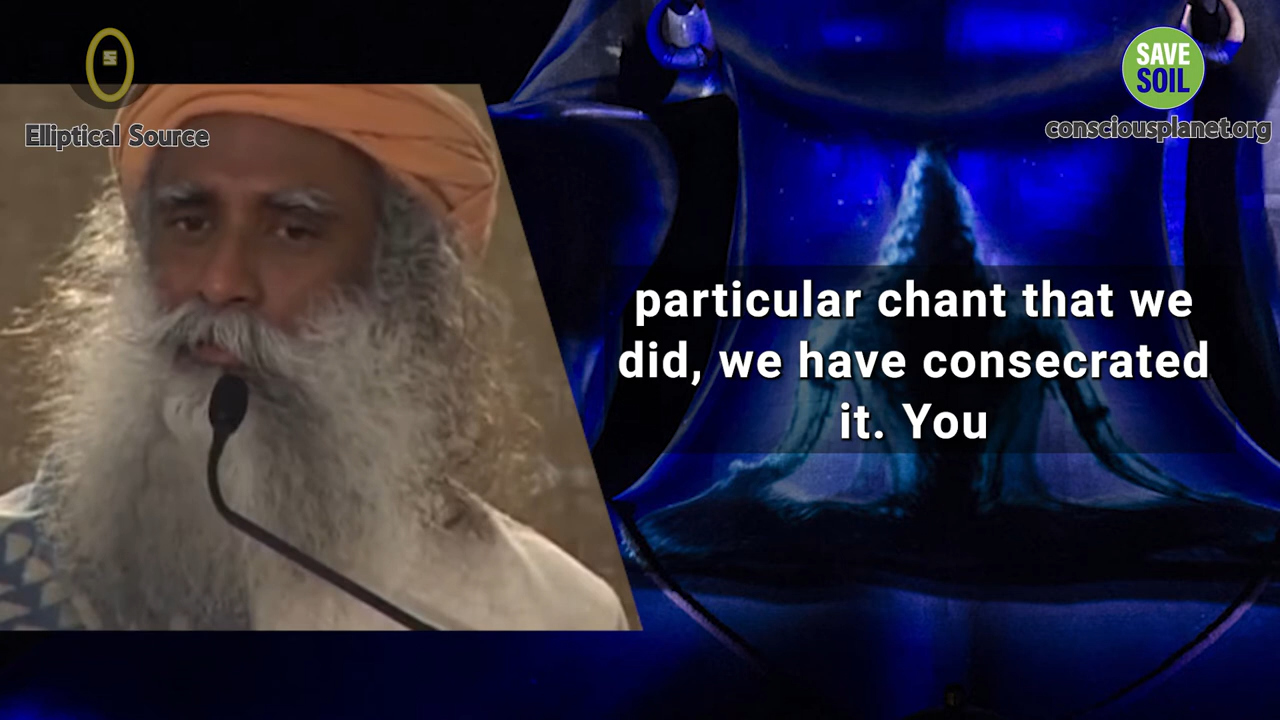 SAVE
SOIL
Elliptical Source
consciousplanet.org
particular chant that we
did, we have consecrated
it. You